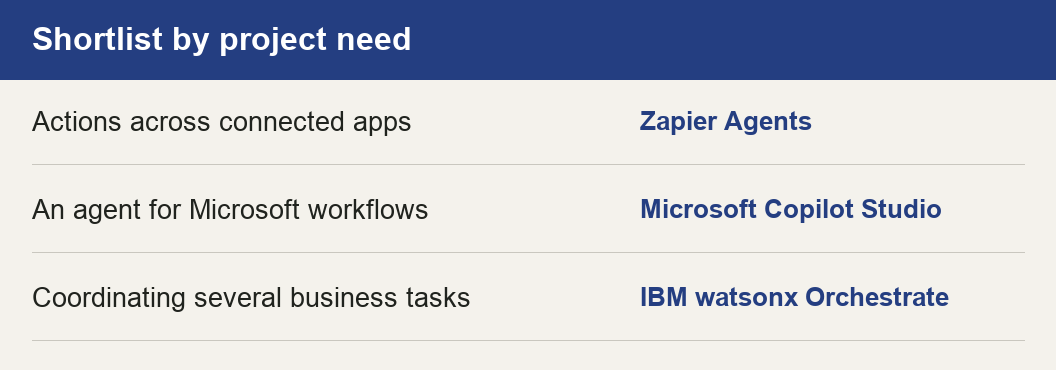 Shortlist by project need
Actions across connected apps Zapier Agents
An agent for Microsoft workflows Microsoft Copilot Studio
Coordinating several business tasks IBM watsonx Orchestrate